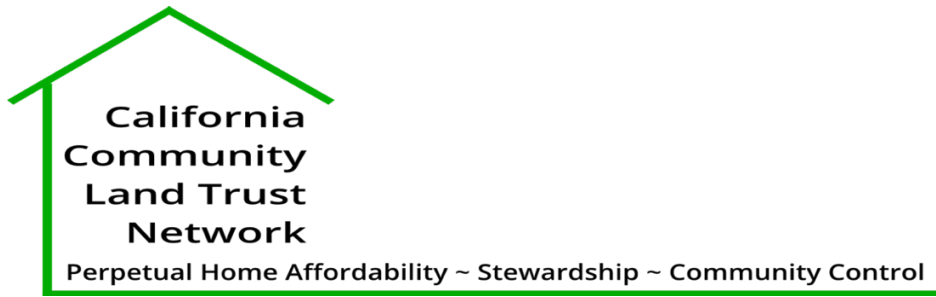 California
Community
Land Trust
Network
Perpetual Home Affordability ~ Stewardship ~ Community Control